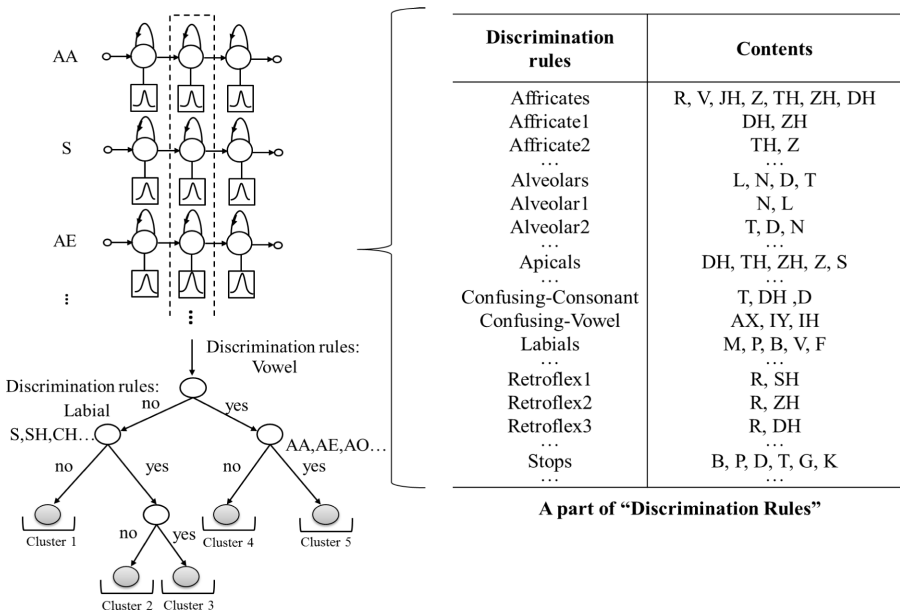 AA
S
AE
...
...
Discrimination rules:
Vowel
Discrimination rules:
Labial
no
yes
S,SH,CH…
AA,AE,AO…
no
yes
no
yes
Cluster 1
no
yes
Cluster 4
Cluster 5
Cluster 2
Cluster 3
Discrimination rules Contents
Affricates R, V, JH, Z, TH, ZH, DH
Affricate1 DH, ZH
Affricate2 TH, Z
… …
Alveolars L, N, D, T
Alveolar1 N, L
Alveolar2 T, D, N
… …
Apicals DH, TH, ZH, Z, S
… …
Confusing-Consonant T, DH ,D
Confusing-Vowel AX, IY, IH
Labials M, P, B, V, F
… …
Retroflex1 R, SH
Retroflex2 R, ZH
Retroflex3 R, DH
… …
Stops B, P, D, T, G, K
… …
A part of “Discrimination Rules”